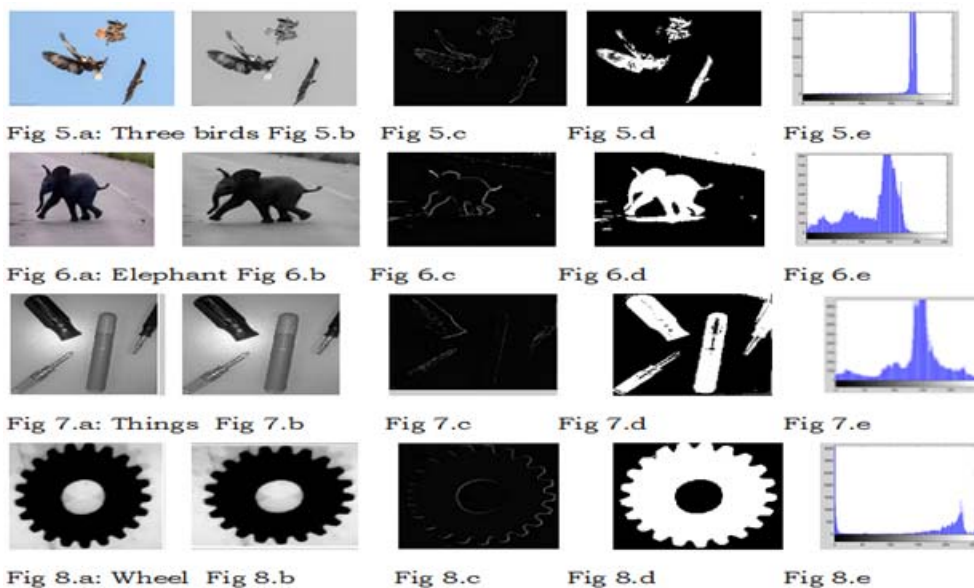 Fig 5.a: Three birds Fig 5.b Fig 5.c Fig 5.d Fig 5.e
Fig 6.a: Elephant Fig 6.b Fig 6.c Fig 6.d Fig 6.e
Fig 7.a: Things Fig 7.b Fig 7.c Fig 7.d Fig 7.e
Fig 8.a: Wheel Fig 8.b Fig 8.c Fig 8.d Fig 8.e